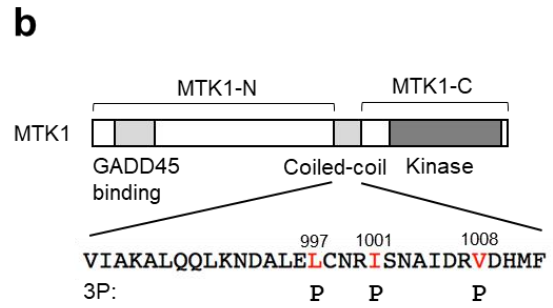 b
MTK1-N MTK1-C
MTK1
GADD45 Coiled-coil Kinase
binding
997 1001 1008
VIAKALQQLKNDALELCNRISNAIDRVDHMF
3P: P P P